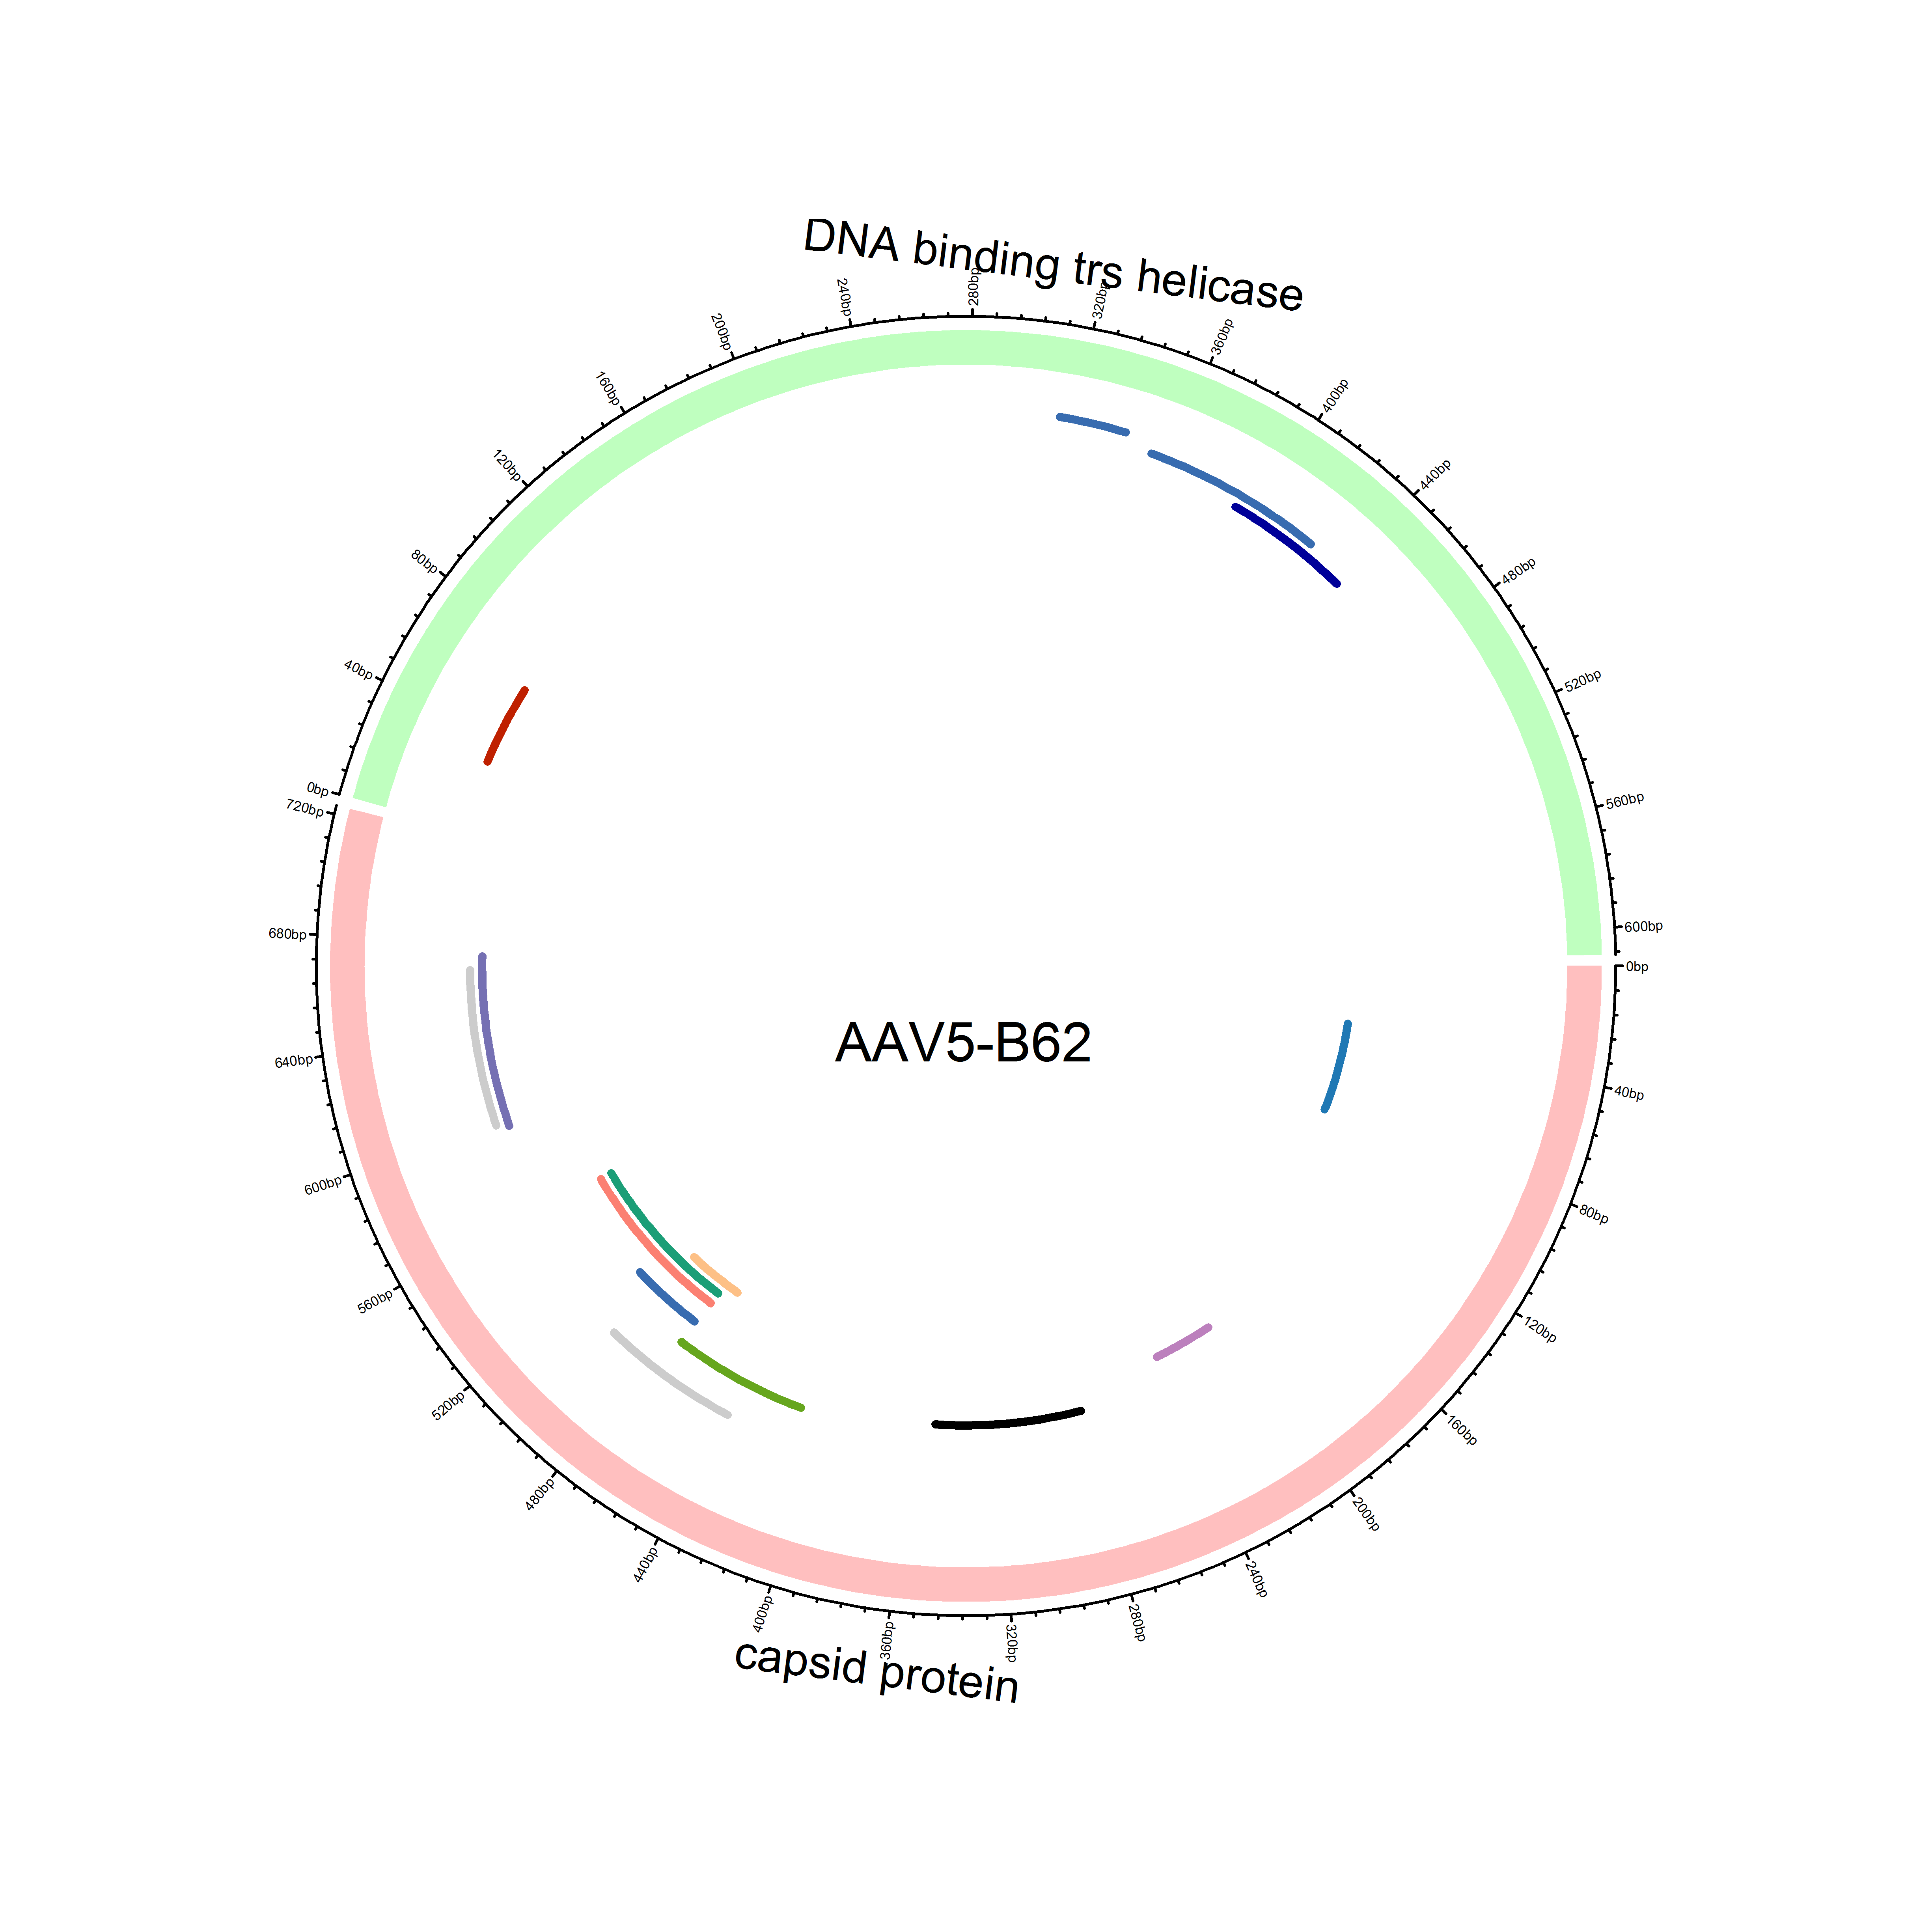 DNA binding trs helicase
0bp
40bp
80bp
120bp
160bp
200bp
240bp
280bp
320bp
360bp
400bp
440bp
480bp
520bp
560bp
600bp
0bp
40bp
80bp
120bp
160bp
200bp
240bp
280bp
320bp
360bp
400bp
440bp
480bp
520bp
560bp
600bp
640bp
680bp
720bp
AAV5-B62
capsid protein